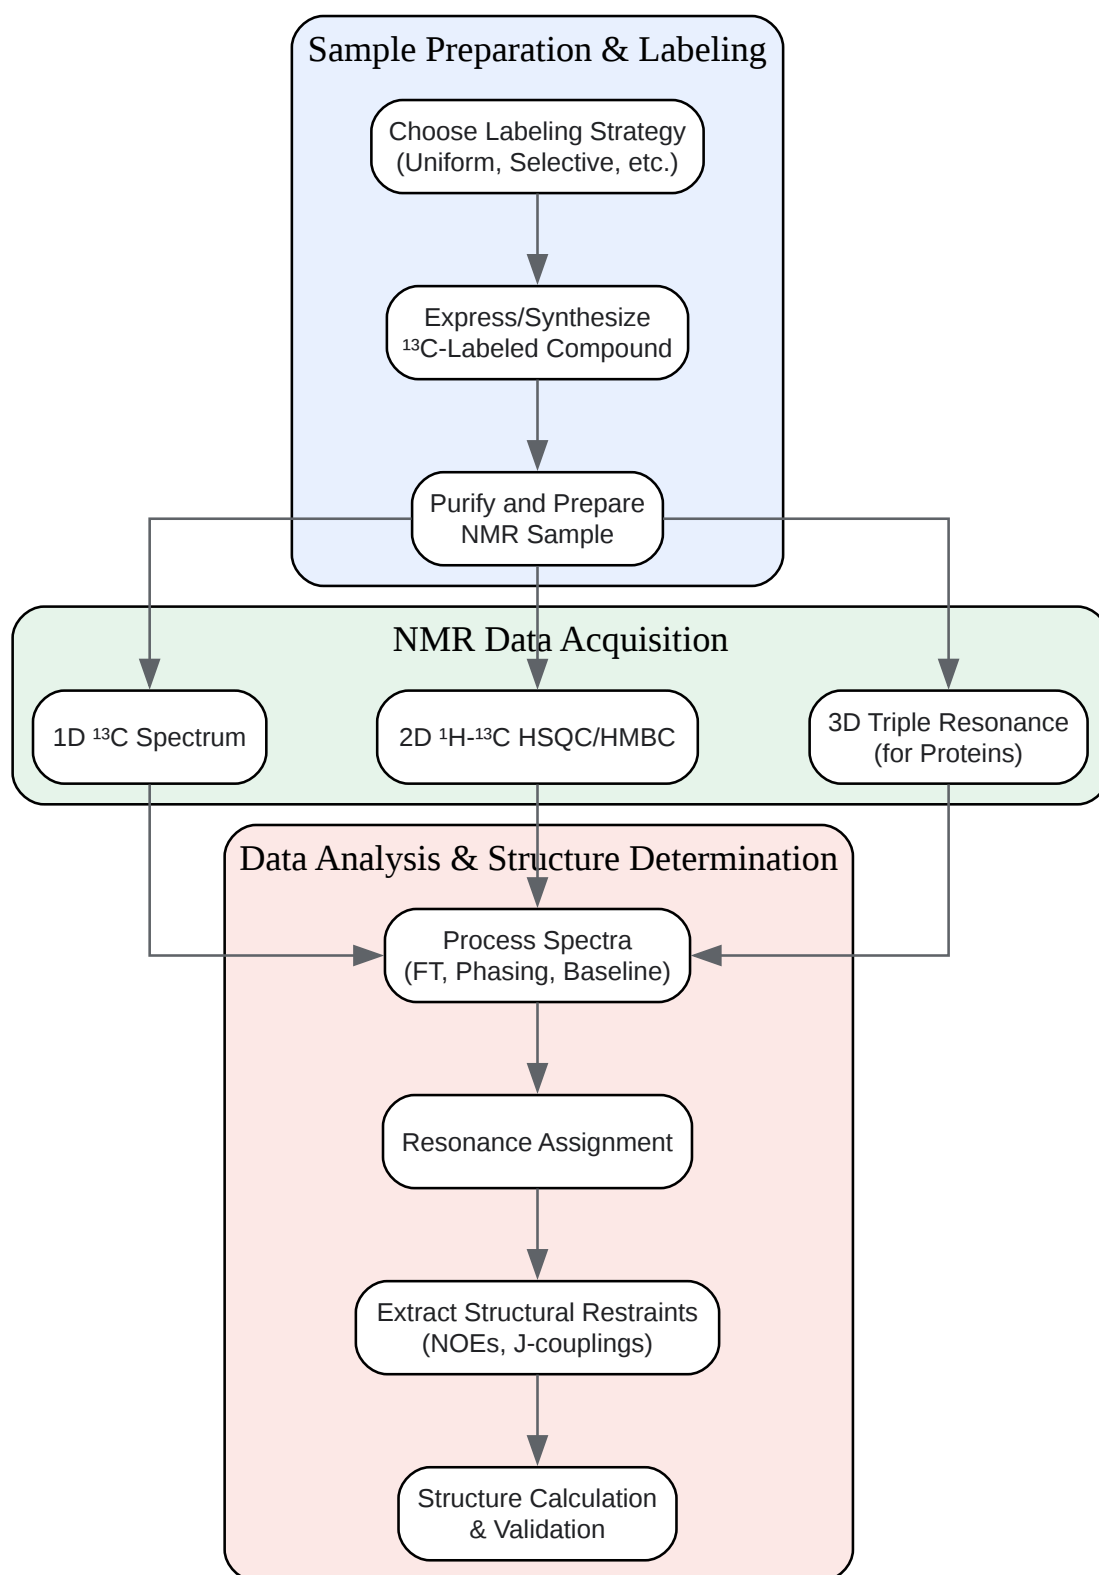 Sample Preparation & Labeling
Choose Labeling Strategy
(Uniform, Selective, etc.)
Express/Synthesize
¹³C-Labeled Compound
Purify and Prepare
NMR Sample
NMR Data Acquisition
1D ¹³C Spectrum
2D ¹H-¹³C HSQC/HMBC
3D Triple Resonance
(for Proteins)
Data Analysis & Structure Determination
Process Spectra
(FT, Phasing, Baseline)
Resonance Assignment
Extract Structural Restraints
(NOEs, J-couplings)
Structure Calculation
& Validation